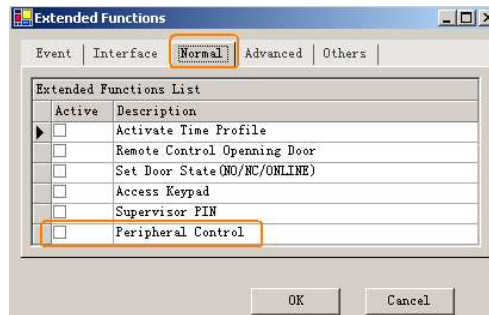 Extended Functions
Event Interface Normal Advanced Others
Extended Functions List
Active Description
Activate Time Profile
Remote Control Openning Door
Set Door State(NO/NC/ONLINE)
Access Keypad
Supervisor PIN
Peripheral Control
OK Cancel